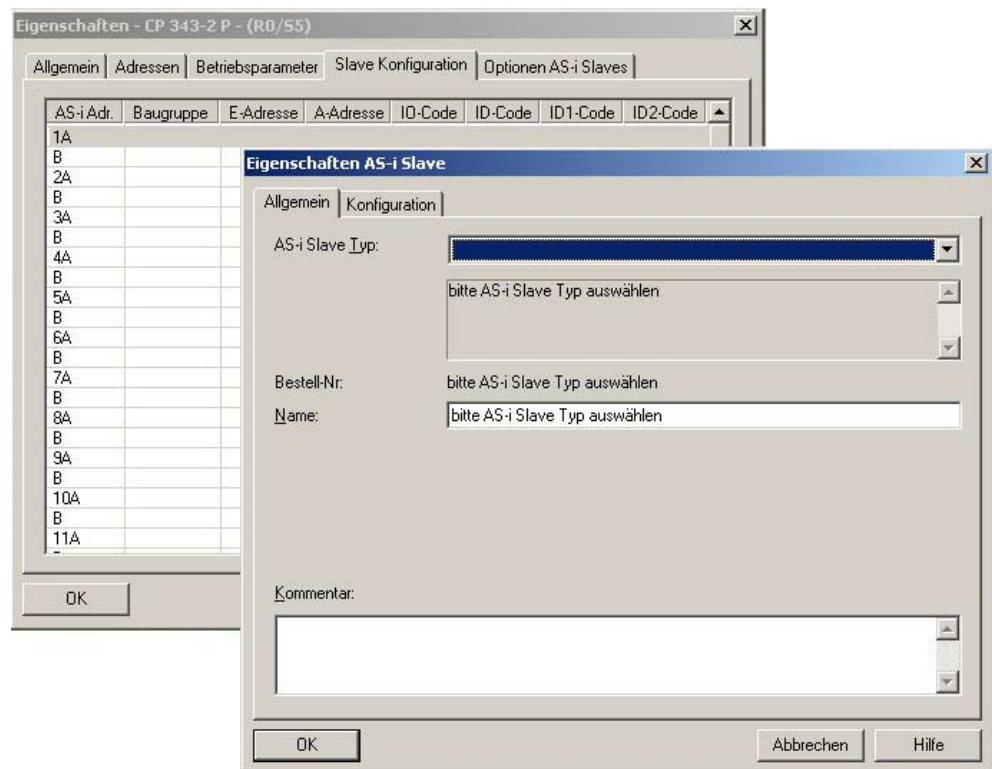 Eigenschaften - CP 343-2 P - (R0/S5)
Allgemein Adressen Betriebsparameter Slave Konfiguration Optionen AS-i Slaves
AS-i Adr. Baugruppe E-Adresse A-Adresse IO-Code ID-Code ID1-Code ID2-Code
1A
B
2A
B
3A
B
4A
B
5A
B
6A
B
7A
B
8A
B
9A
B
10A
B
11A
OK
Eigenschaften AS-i Slave
Allgemein Konfiguration
AS-i Slave Typ:
bitte AS-i Slave Typ auswählen
Bestell-Nr: bitte AS-i Slave Typ auswählen
Name: bitte AS-i Slave Typ auswählen
Kommentar:
OK Abbrechen Hilfe